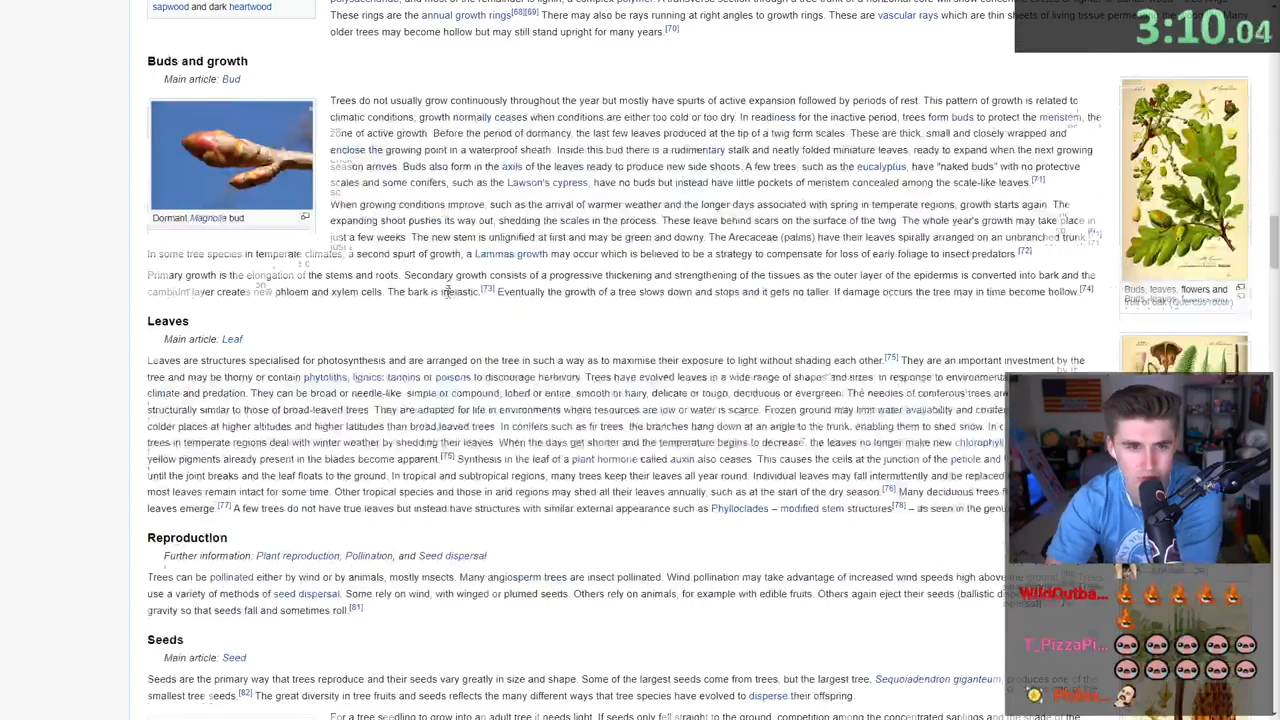 sapwood and dark heartwood
These rings are the annual growth rings[68][69] There may also be rays running at right angles to growth rings. These are vascular rays which are thin sheets of living tissue
older trees may become hollow but may still stand upright for many years.[70]
3:10.04
Buds and growth
Main article: Bud
Trees do not usually grow continuously throughout the year but mostly have spurts of active expansion followed by periods of rest. This pattern of growth is related to
climatic conditions, growth normally ceases when conditions are either too cold or too dry. In readiness for the inactive period, trees form buds to protect the meristem, the
zone of active growth. Before the period of dormancy, the last few leaves produced at the tip of a twig form scales. These are thick, small and closely wrapped and
enclose the growing point in a waterproof sheath. Inside this bud there is a rudimentary stalk and neatly folded miniature leaves, ready to expand when the next growing
season arrives. Buds also form in the axils of the leaves ready to produce new side shoots. A few trees, such as the eucalyptus, have "naked buds" with no protective
scales and some conifers, such as the Lawson's cypress, have no buds but instead have little pockets of meristem concealed among the scale-like leaves.[71]
When growing conditions improve, such as the arrival of warmer weather and the longer days associated with spring in temperate regions, growth starts again. The
expanding shoot pushes its way out, shedding the scales in the process. These leave behind scars on the surface of the twig. The whole year's growth may take place in
just a few weeks. The new stem is unlignified at first and may be green and downy. The Arecaceae (palms) have their leaves spirally arranged on an unbranched trunk.
Dormant Magnolia bud
In some tree species in temperate climates, a second spurt of growth, a Lammas growth may occur which is believed to be a strategy to compensate for loss of early foliage to insect predators.[72]
Primary growth is the elongation of the stems and roots. Secondary growth consists of a progressive thickening and strengthening of the tissues as the outer layer of the epidermis is converted into bark and the
cambium layer creates new phloem and xylem cells. The bark is inelastic.[73] Eventually the growth of a tree slows down and stops and it gets no taller. If damage occurs the tree may in time become hollow.[74]
Buds, leaves, flowers and
fruit of oak (Quercus robur)
Leaves
Main article: Leaf
Leaves are structures specialised for photosynthesis and are arranged on the tree in such a way as to maximise their exposure to light without shading each other.[75] They are an important investment by the
tree and may be thorny or contain phytoliths, lignins, tannins or poisons to discourage herbivory. Trees have evolved leaves in a wide range of shapes and sizes, in response to environmenta
climate and predation. They can be broad or needle-like, simple or compound, lobed or entire, smooth or hairy, delicate or tough, deciduous or evergreen. The needles of coniferous trees are
structurally similar to those of broad-leaved trees. They are adapted for life in environments where resources are low or water is scarce. Frozen ground may limit water availability and conifer
colder places at higher altitudes and higher latitudes than broad leaved trees. In conifers such as fir trees, the branches hang down at an angle to the trunk, enabling them to shed snow. In c
trees in temperate regions deal with winter weather by shedding their leaves. When the days get shorter and the temperature begins to decrease, the leaves no longer make new chlorophyll
yellow pigments already present in the blades become apparent.[75] Synthesis in the leaf of a plant hormone called auxin also ceases. This causes the cells at the junction of the petiole and
until the joint breaks and the leaf floats to the ground. In tropical and subtropical regions, many trees keep their leaves all year round. Individual leaves may fall intermittently and be replaced
most leaves remain intact for some time. Other tropical species and those in arid regions may shed all their leaves annually, such as at the start of the dry season.[76] Many deciduous trees f
leaves emerge.[77] A few trees do not have true leaves but instead have structures with similar external appearance such as Phylloclades – modified stem structures[78] – as seen in the genu
Reproduction
Further information: Plant reproduction, Pollination, and Seed dispersal
Trees can be pollinated either by wind or by animals, mostly insects. Many angiosperm trees are insect pollinated. Wind pollination may take advantage of increased wind speeds high above the ground. Trees
use a variety of methods of seed dispersal. Some rely on wind, with winged or plumed seeds. Others rely on animals, for example with edible fruits. Others again eject their seeds (ballistic
gravity so that seeds fall and sometimes roll.[81]
WildOutba...
T_PizzaPi...
Seeds
Main article: Seed
Seeds are the primary way that trees reproduce and their seeds vary greatly in size and shape. Some of the largest seeds come from trees, but the largest tree, Sequoiadendron giganteum, produces one of the
smallest tree seeds.[82] The great diversity in tree fruits and seeds reflects the many different ways that tree species have evolved to disperse their offspring.
For a tree seedling to grow into an adult tree it needs light. If seeds only fell straight to the ground, competition among the concentrated saplings and the shade of the